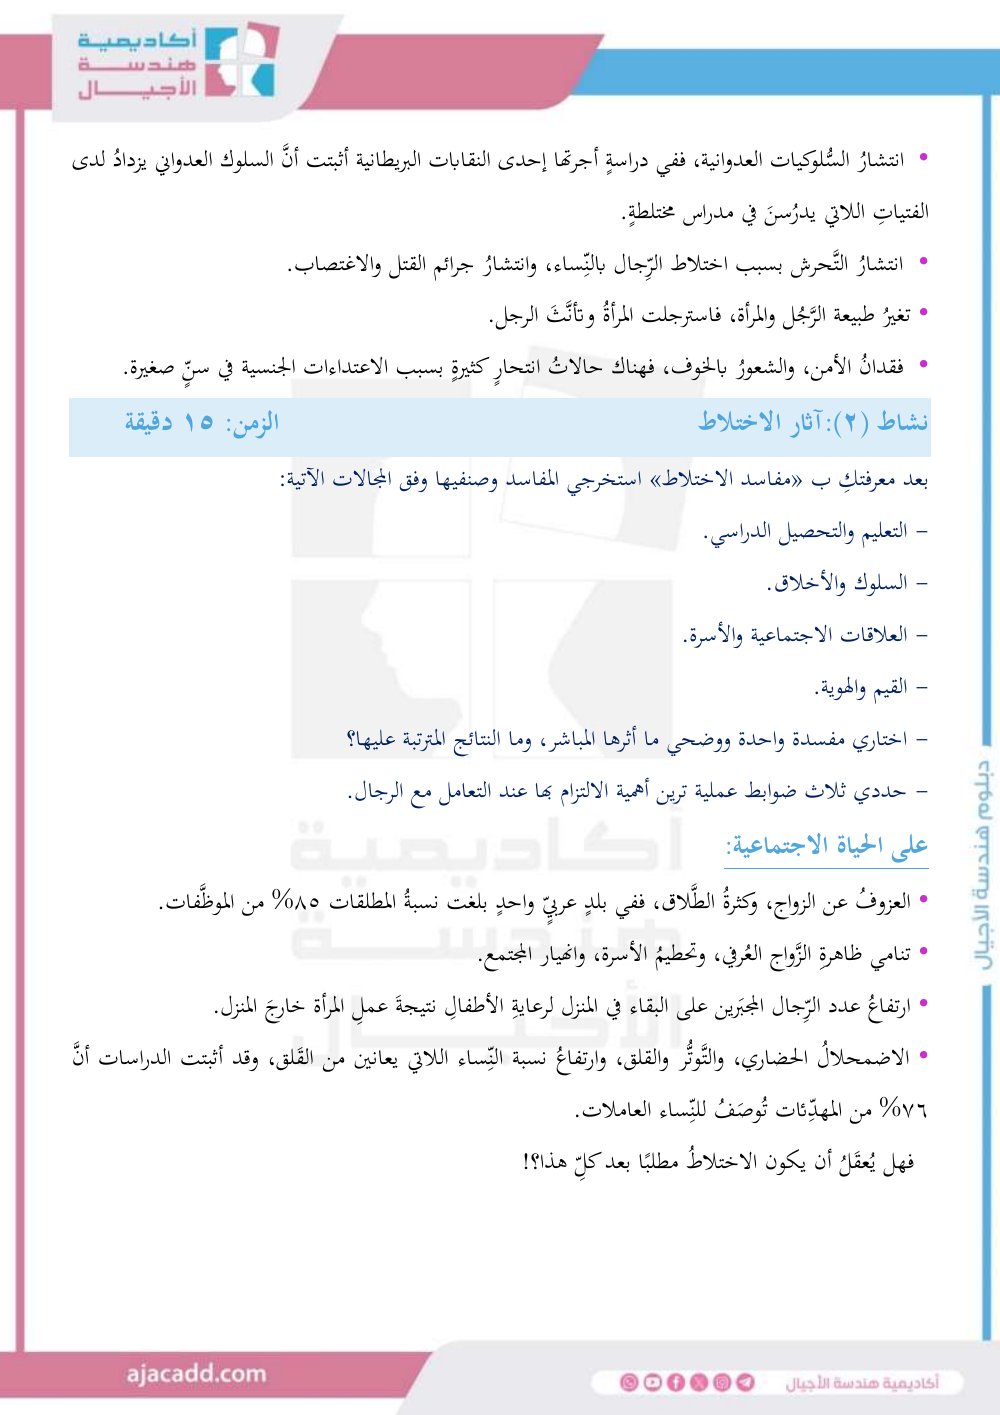 أكاديمية
هندسة
الأجيال
• انتشارُ السُّلوكيات العدوانية، ففي دراسةٍ أجرتها إحدى النقابات البريطانية أثبتت أنَّ السلوك العدواني يزدادُ لدى
الفتياتِ اللاتي يدرُسنَ في مدراس مختلطةٍ.
• انتشارُ التَّحرش بسبب اختلاط الرِّجال بالنِّساء، وانتشارُ جرائم القتل والاغتصاب.
• تغيرُ طبيعة الرَّجُل والمرأة، فاسترجلت المرأةُ وتأنَّثَ الرجل.
• فقدانُ الأمن، والشعورُ بالخوف، فهناك حالاتُ انتحارٍ كثيرةٍ بسبب الاعتداءات الجنسية في سنٍّ صغيرة.
نشاط (٢): آثار الاختلاط الزمن: ١٥ دقيقة
بعد معرفتكِ ب «مفاسد الاختلاط» استخرجي المفاسد وصنفيها وفق المجالات الآتية:
– التعليم والتحصيل الدراسي.
– السلوك والأخلاق.
– العلاقات الاجتماعية والأسرة.
– القيم والهوية.
– اختاري مفسدة واحدة ووضحي ما أثرها المباشر، وما النتائج المترتبة عليها؟
– حددي ثلاث ضوابط عملية ترين أهمية الالتزام بها عند التعامل مع الرجال.
على الحياة الاجتماعية:
• العزوفُ عن الزواج، وكثرةُ الطَّلاق، ففي بلدٍ عربيٍّ واحدٍ بلغت نسبةُ المطلقات ٨٥% من الموظَّفات.
• تنامي ظاهرةِ الزَّواج العُرفي، وتحطيمُ الأسرة، وانهيار المجتمع.
• ارتفاعُ عدد الرِّجال المجبَرين على البقاء في المنزل لرعايةِ الأطفالِ نتيجةَ عملِ المرأة خارجَ المنزل.
• الاضمحلالُ الحضاري، والتَّوتُّر والقلق، وارتفاعُ نسبة النِّساء اللاتي يعانين من القَلق، وقد أثبتت الدراسات أنَّ
٧٦% من المهدِّئات تُوصَفُ للنِّساء العاملات.
فهل يُعقَلُ أن يكون الاختلاطُ مطلبًا بعد كلِّ هذا؟!
أكاديمية
هندسة
الأجيال
دبلوم هندسة الأجيال
ajacadd.com
أكاديمية هندسة الأجيال